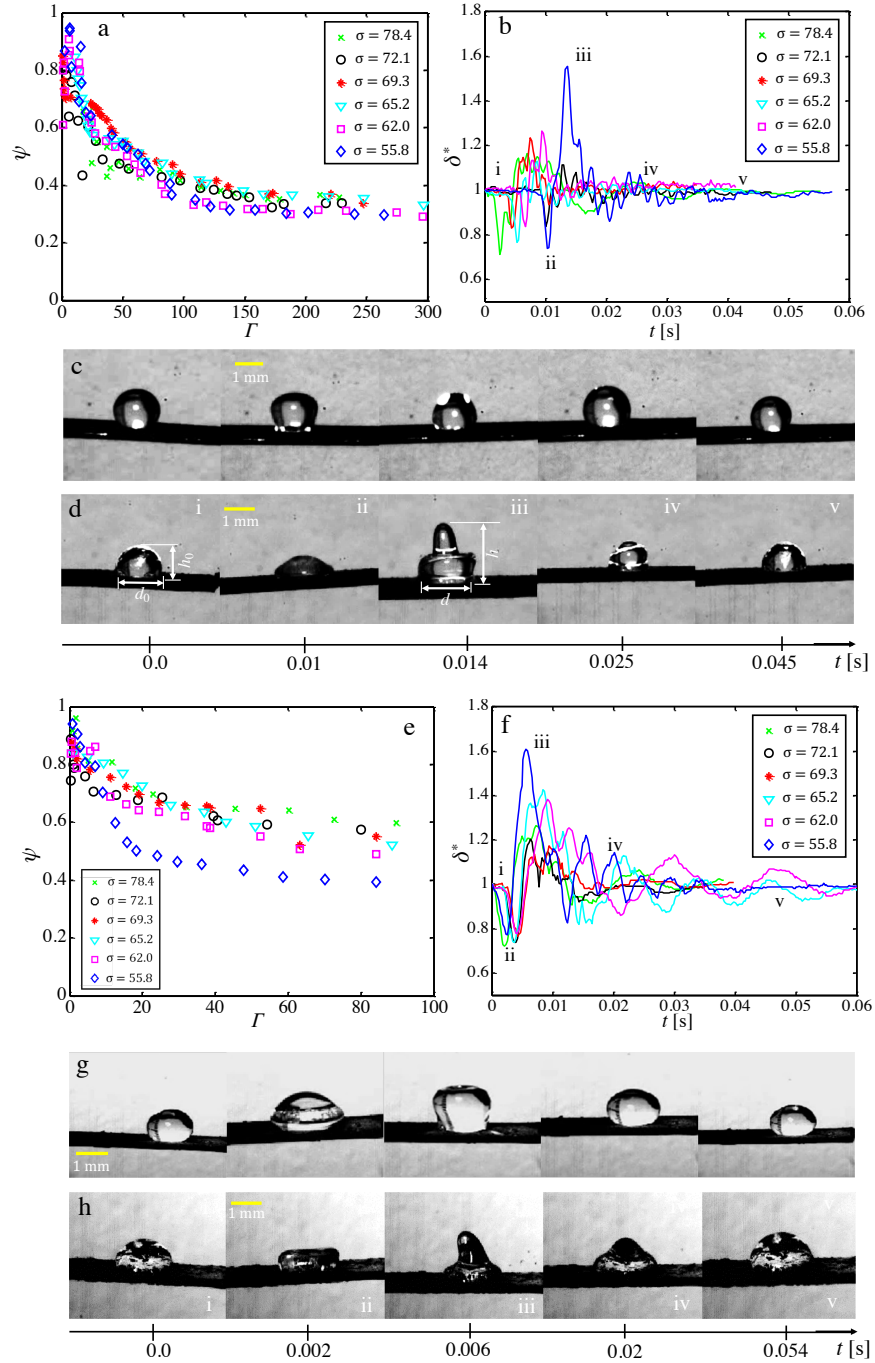 a
1
0.8
0.6
0.4
0.2
0
ψ
0 50 100 150 200 250 300
Γ
σ = 78.4
σ = 72.1
σ = 69.3
σ = 65.2
σ = 62.0
σ = 55.8
b
1.8
1.6
1.4
1.2
1
0.8
0.6
δ*
0 0.01 0.02 0.03 0.04 0.05 0.06
t [s]
i
ii
iii
iv
v
σ = 78.4
σ = 72.1
σ = 69.3
σ = 65.2
σ = 62.0
σ = 55.8
c
1 mm
d
1 mm
i ii iii iv v
h0
d0
h
d
0.0 0.01 0.014 0.025 0.045 t [s]
e
1
0.8
0.6
0.4
0.2
0
ψ
0 20 40 60 80 100
Γ
σ = 78.4
σ = 72.1
σ = 69.3
σ = 65.2
σ = 62.0
σ = 55.8
f
1.8
1.6
1.4
1.2
1
0.8
0.6
δ*
0 0.01 0.02 0.03 0.04 0.05 0.06
t [s]
i
ii
iii
iv
v
σ = 78.4
σ = 72.1
σ = 69.3
σ = 65.2
σ = 62.0
σ = 55.8
g
1 mm
h
1 mm
i ii iii iv v
0.0 0.002 0.006 0.02 0.054 t [s]